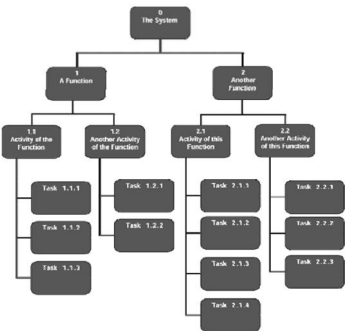 0
The System
1
A Function
2
Another
Function
1.1
Activity of the
Function
1.2
Another Activity
of the Function
2.1
Activity of this
Function
2.2
Another Activity
of this Function
Task 1.1.1
Task 1.1.2
Task 1.1.3
Task 1.2.1
Task 1.2.2
Task 2.1.1
Task 2.1.2
Task 2.1.3
Task 2.1.4
Task 2.2.1
Task 2.2.2
Task 2.2.3